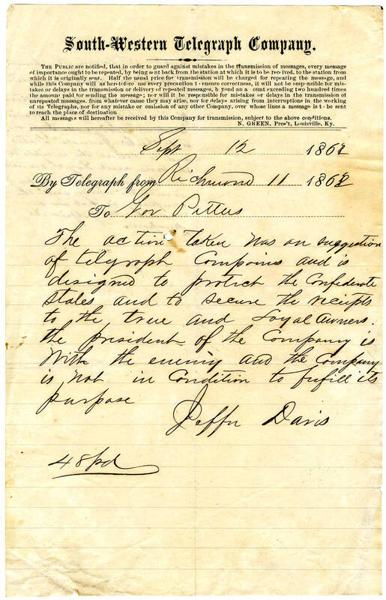 South-Western Telegraph Company.
THE PUBLIC are notified, that in order to guard against mistakes in the transmission of messages, every message
of importance ought to be repeated, by being sent back from the station at which it is to be received, to the station from
which it is originally sent. Half the usual price for transmission will be charged for repeating the message, and
while this Company will as heretofore use every precaution to ensure correctness, it will not be responsible for mis-
takes or delays in the transmission or delivery of repeated messages, beyond an amount exceeding two hundred times
the amount paid for sending the message; nor will it be responsible for mistakes or delays in the transmission of
unrepeated messages, from whatever cause they may arise, nor for delays arising from interruptions in the working
of its Telegraphs, nor for any mistake or omission of any other Company, over whose lines a message is to be sent
to reach the place of destination.
All messages will hereafter be received by this Company for transmission, subject to the above conditions.
N. GREEN, Pres't, Louisville, Ky.
Sept 12 1861
By Telegraph from Richmond 11 1861
To Gov Pettus
The action taken was on suggestion
of telegraph Companies and is
designed to protect the Confederate
States and to secure the receipts
to the true and Loyal owners.
the president of the Company is
with the enemy and the Company
is not in Condition to fulfill its
purpose
Jeffn Davis
48 pd